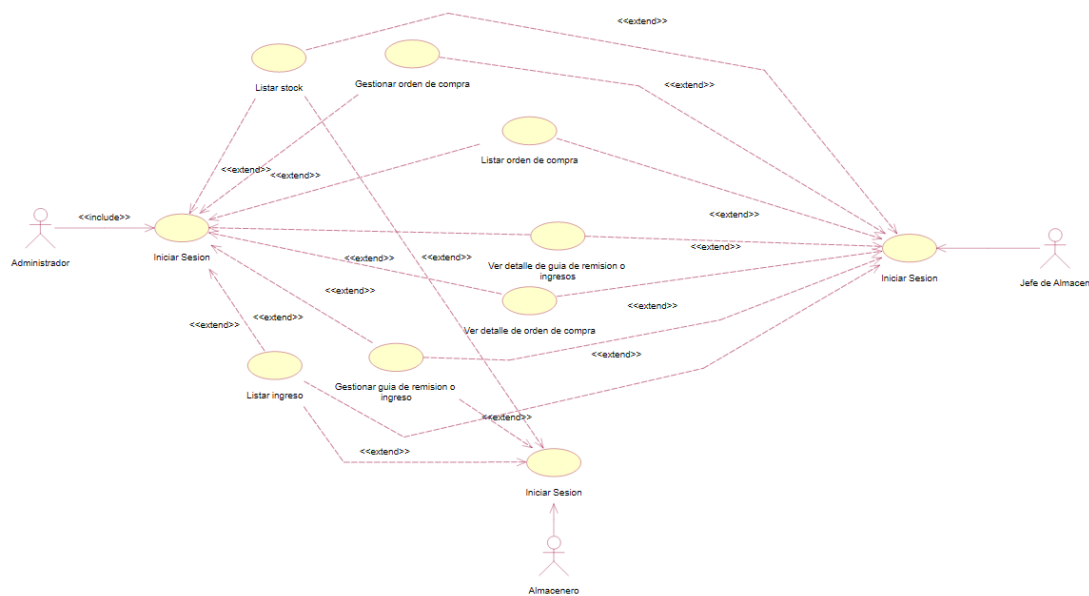 <<extend>>
Listar stock
Gestionar orden de compra
<<extend>>
Listar orden de compra
<<extend>>
<<extend>>
<<include>>
<<extend>>
Administrador
Iniciar Sesion
<<extend>>
<<extend>>
<<extend>>
Ver detalle de guia de remision o
ingresos
Iniciar Sesion
Jefe de Almacen
<<extend>>
<<extend>>
<<extend>>
<<extend>>
<<extend>>
Ver detalle de orden de compra
<<extend>>
Listar ingreso
Gestionar guia de remision o
ingreso
<<extend>>
<<extend>>
Iniciar Sesion
Almacenero